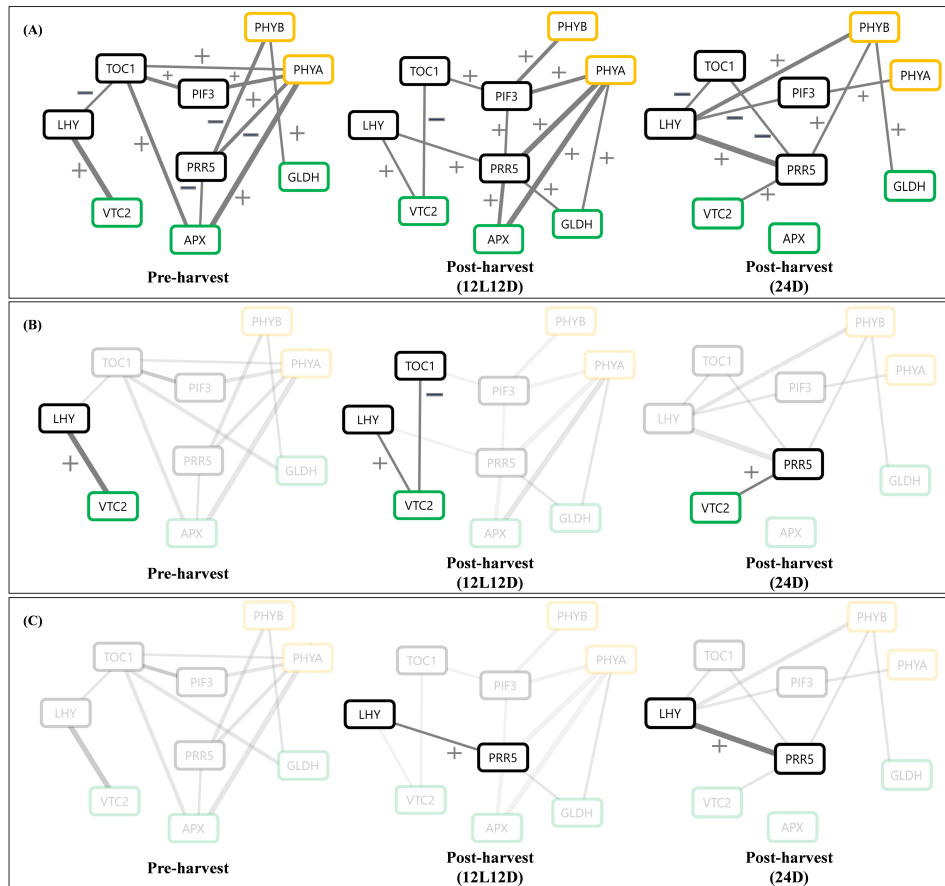 (A)
PHYB
TOC1
+
PHYA
+
+
PIF3
−
+
LHY
−
−
+
+
+
PRR5
GLDH
−
+
VTC2
APX
Pre-harvest
PHYB
+
TOC1
PHYA
+
+
PIF3
LHY
−
+
+
+
PRR5
+
+
+
+
VTC2
+
+
GLDH
APX
Post-harvest
(12L12D)
PHYB
TOC1
+
PHYA
−
PIF3
+
LHY
−
−
+
+
+
PRR5
GLDH
+
VTC2
APX
Post-harvest
(24D)
(B)
PHYB
TOC1
PHYA
PIF3
LHY
+
PRR5
GLDH
VTC2
APX
Pre-harvest
PHYB
TOC1
PHYA
−
PIF3
LHY
+
PRR5
VTC2
GLDH
APX
Post-harvest
(12L12D)
PHYB
TOC1
PHYA
PIF3
LHY
PRR5
+
GLDH
VTC2
APX
Post-harvest
(24D)
(C)
PHYB
TOC1
PHYA
PIF3
LHY
PRR5
GLDH
VTC2
APX
Pre-harvest
PHYB
TOC1
PHYA
PIF3
LHY
+
PRR5
VTC2
GLDH
APX
Post-harvest
(12L12D)
PHYB
TOC1
PHYA
PIF3
LHY
+
PRR5
GLDH
VTC2
APX
Post-harvest
(24D)